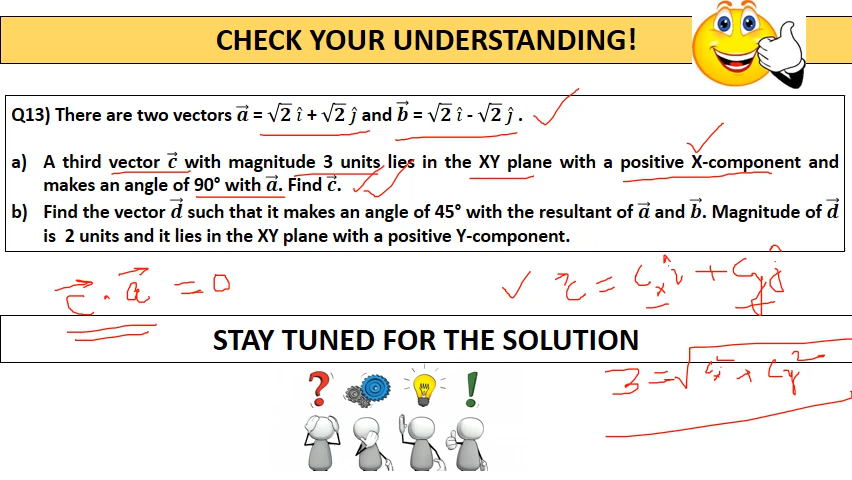 CHECK YOUR UNDERSTANDING!
Q13) There are two vectors a⃗ = √2 î + √2 ĵ and b⃗ = √2 î - √2 ĵ .
a) A third vector c⃗ with magnitude 3 units lies in the XY plane with a positive X-component and
makes an angle of 90° with a⃗. Find c⃗.
b) Find the vector d⃗ such that it makes an angle of 45° with the resultant of a⃗ and b⃗. Magnitude of d⃗
is 2 units and it lies in the XY plane with a positive Y-component.
c⃗ . a⃗ = 0
c⃗ = Cx î + Cy ĵ
STAY TUNED FOR THE SOLUTION
3 = √Cx² + Cy²
? !